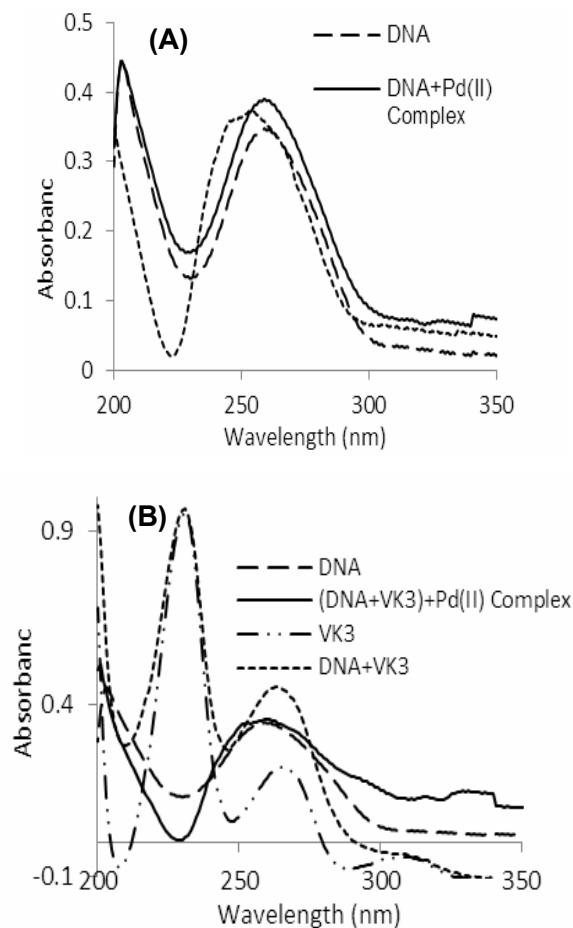 (A)
DNA
DNA+Pd(II)
Complex
0.5
0.4
0.3
0.2
0.1
0
Absorbanc
200
250
300
350
Wavelength (nm)
(B)
DNA
(DNA+VK3)+Pd(II) Complex
VK3
DNA+VK3
0.9
0.4
-0.1
Absorbanc
200
250
300
350
Wavelength (nm)